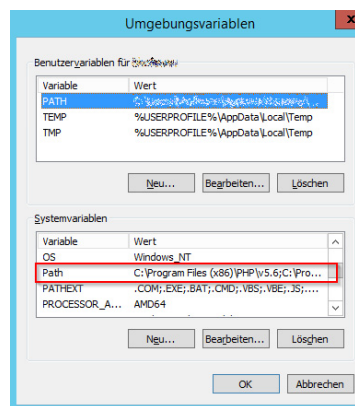 Umgebungsvariablen
x
Benutzervariablen für
Variable Wert
PATH
TEMP %USERPROFILE%\AppData\Local\Temp
TMP %USERPROFILE%\AppData\Local\Temp
Neu... Bearbeiten... Löschen
Systemvariablen
Variable Wert
OS Windows_NT
Path C:\Program Files (x86)\PHP\v5.6;C:\Pro...
PATHEXT .COM;.EXE;.BAT;.CMD;.VBS;.VBE;.JS;....
PROCESSOR_A... AMD64
Neu... Bearbeiten... Löschen
OK Abbrechen